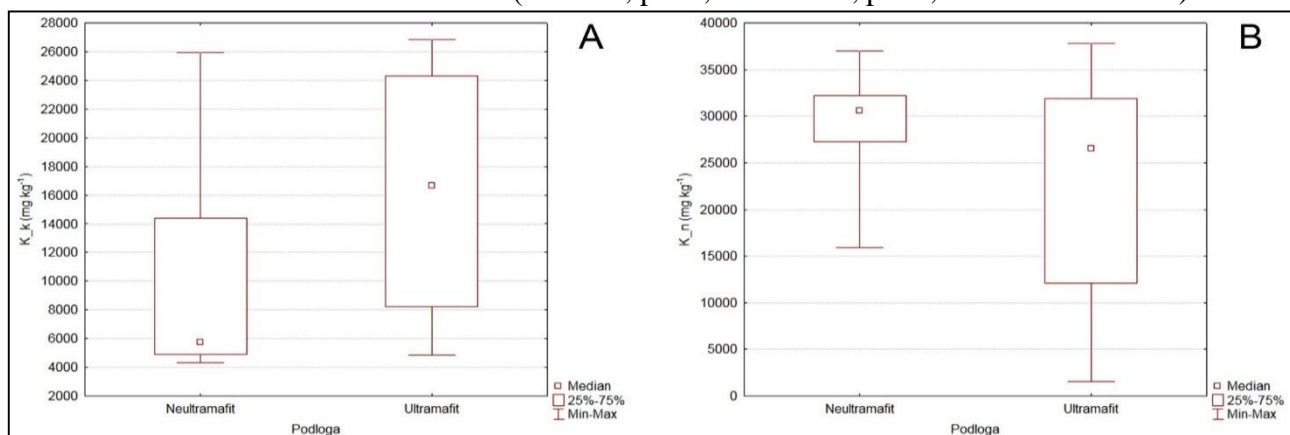 A
28000
26000
24000
22000
20000
18000
16000
14000
12000
10000
8000
6000
4000
2000
K_k (mg kg⁻¹)
Neultramafit Ultramafit
Podloga
Median
25%-75%
Min-Max
B
40000
35000
30000
25000
20000
15000
10000
5000
0
K_n (mg kg⁻¹)
Neultramafit Ultramafit
Podloga
Median
25%-75%
Min-Max